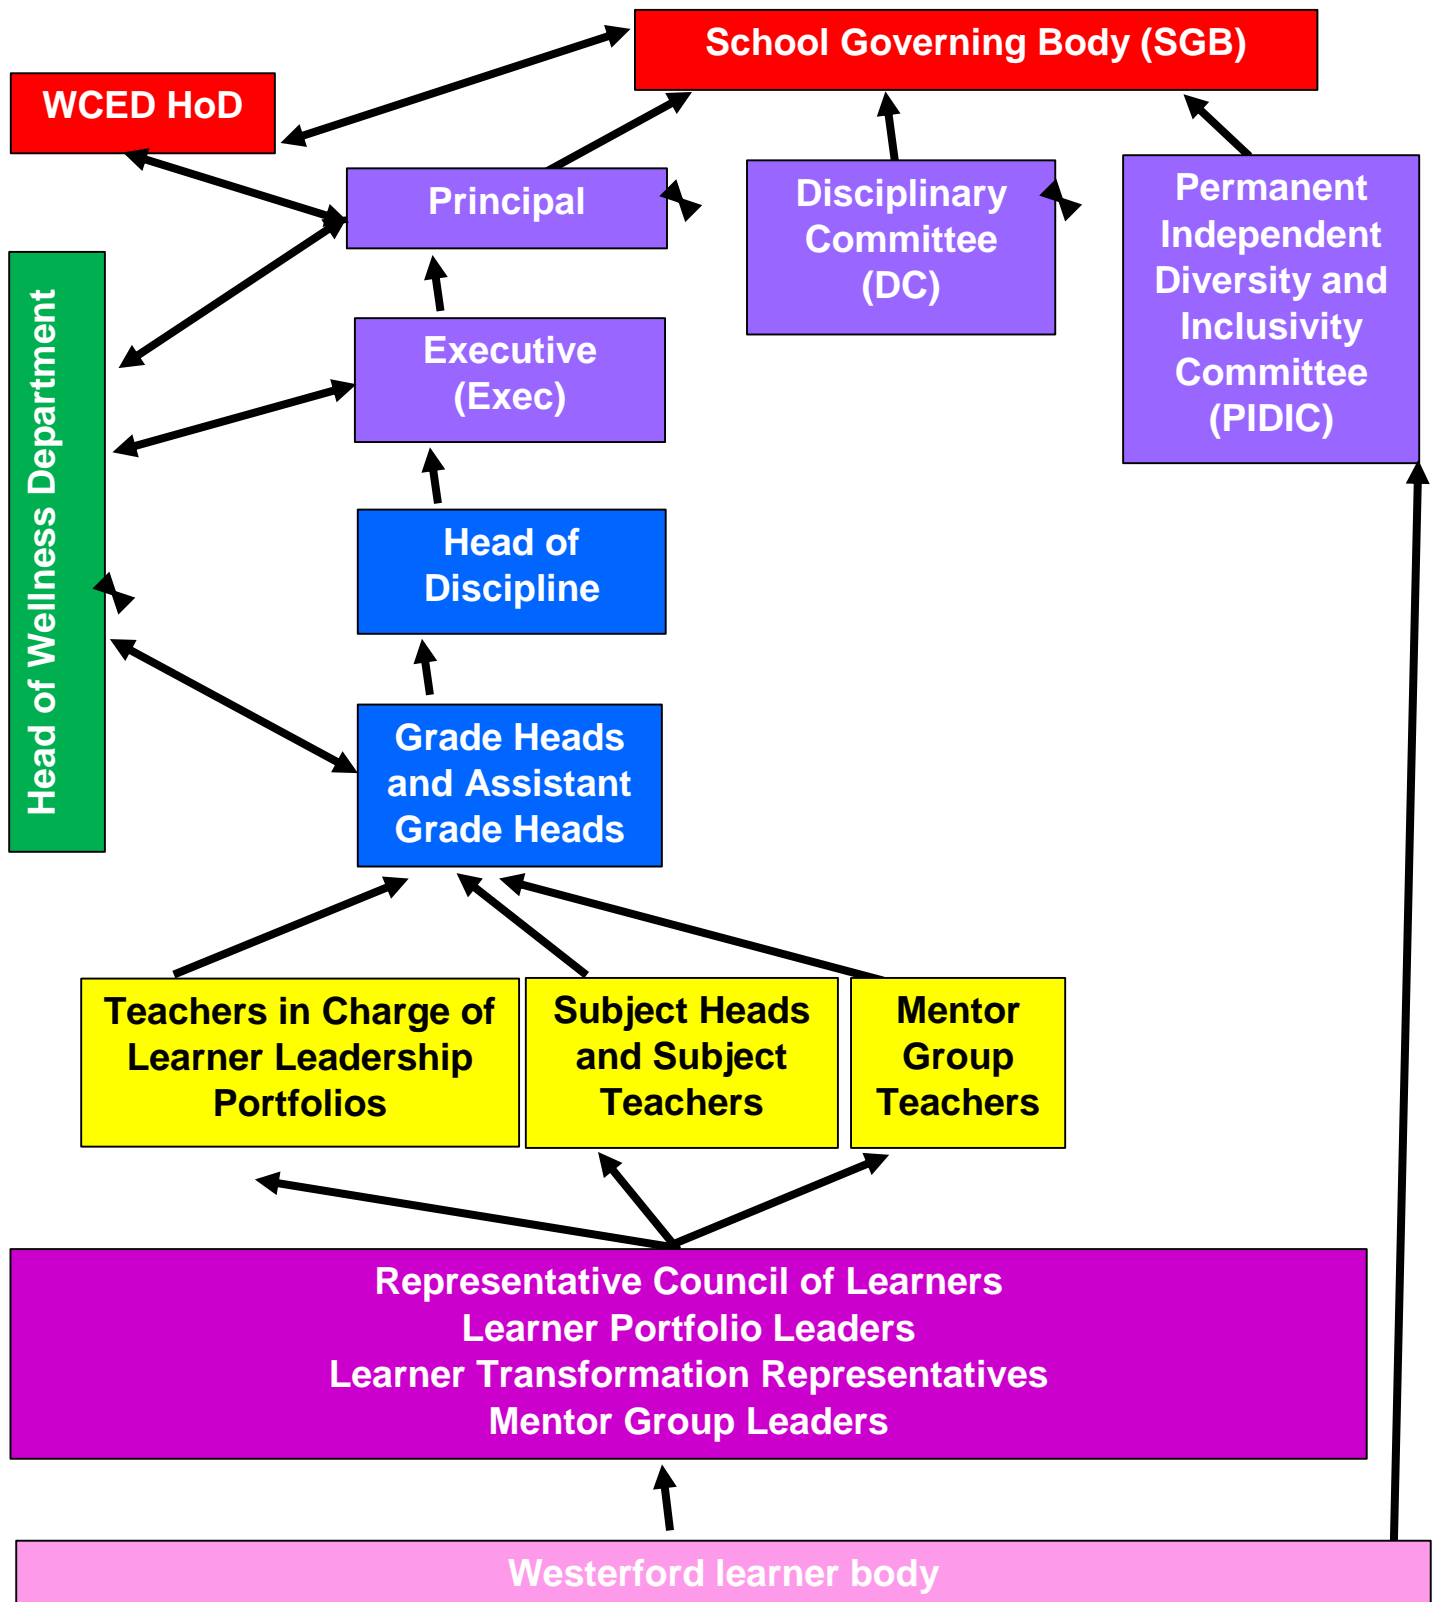 School Governing Body (SGB)
WCED HoD
Principal
Disciplinary
Committee
(DC)
Permanent
Independent
Diversity and
Inclusivity
Committee
(PIDIC)
Head of Wellness Department
Executive
(Exec)
Head of
Discipline
Grade Heads
and Assistant
Grade Heads
Teachers in Charge of
Learner Leadership
Portfolios
Subject Heads
and Subject
Teachers
Mentor
Group
Teachers
Representative Council of Learners
Learner Portfolio Leaders
Learner Transformation Representatives
Mentor Group Leaders
Westerford learner body